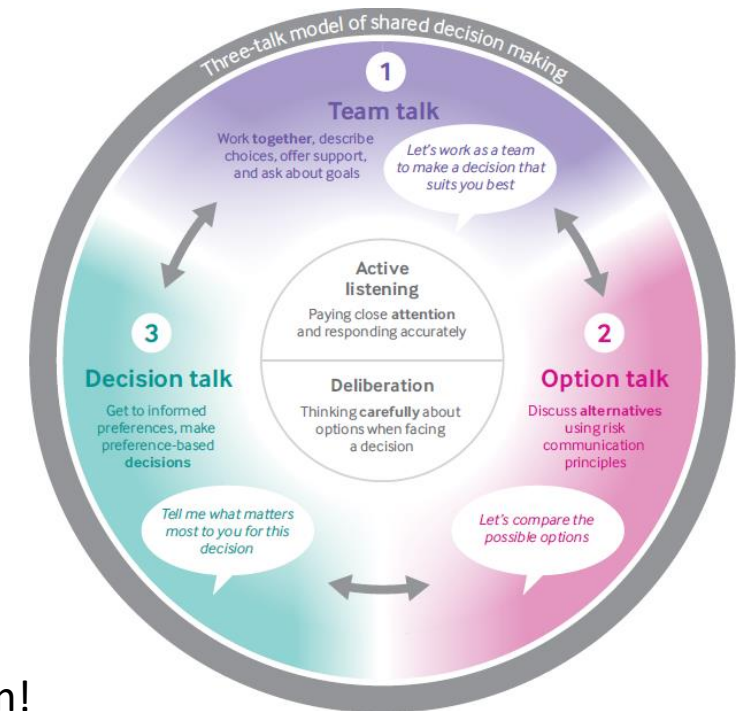 Three-talk model of shared decision making
1
Team talk
Work together, describe
choices, offer support,
and ask about goals
Let's work as a team
to make a decision that
suits you best
Active
listening
Paying close attention
and responding accurately
Deliberation
Thinking carefully about
options when facing
a decision
2
Option talk
Discuss alternatives
using risk
communication
principles
Let's compare the
possible options
3
Decision talk
Get to informed
preferences, make
preference-based
decisions
Tell me what matters
most to you for this
decision
n!